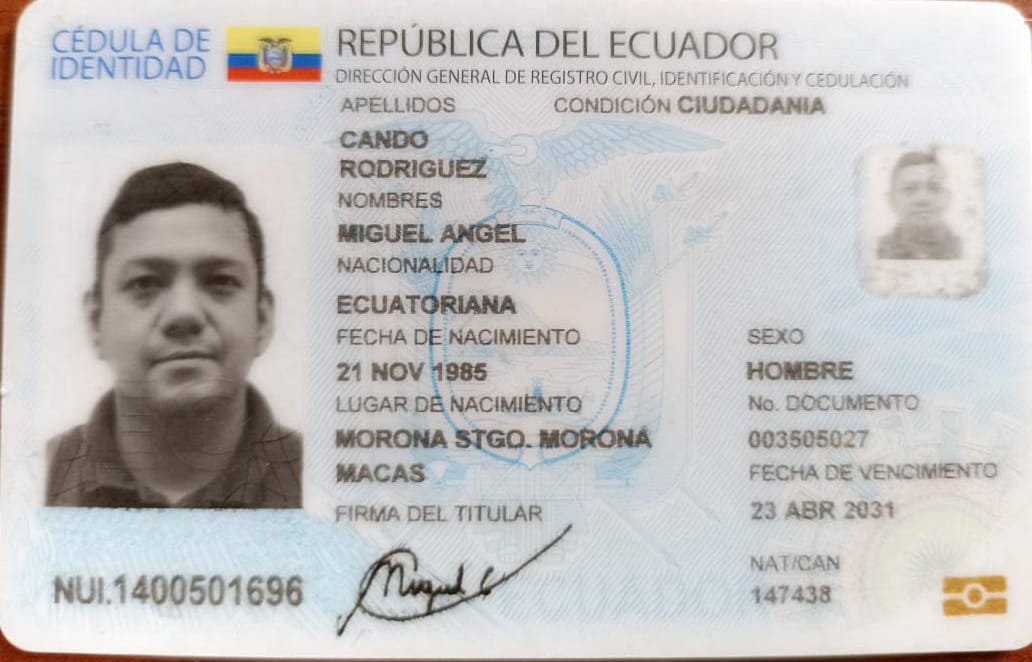 CÉDULA DE
IDENTIDAD
REPÚBLICA DEL ECUADOR
DIRECCIÓN GENERAL DE REGISTRO CIVIL, IDENTIFICACIÓN Y CEDULACIÓN
APELLIDOS
CONDICIÓN CIUDADANIA
CANDO
RODRIGUEZ
NOMBRES
MIGUEL ANGEL
NACIONALIDAD
ECUATORIANA
FECHA DE NACIMIENTO
21 NOV 1985
LUGAR DE NACIMIENTO
MORONA STGO. MORONA
MACAS
FIRMA DEL TITULAR
Miguel C
SEXO
HOMBRE
No. DOCUMENTO
003505027
FECHA DE VENCIMIENTO
23 ABR 2031
NAT/CAN
147438
NUI.1400501696